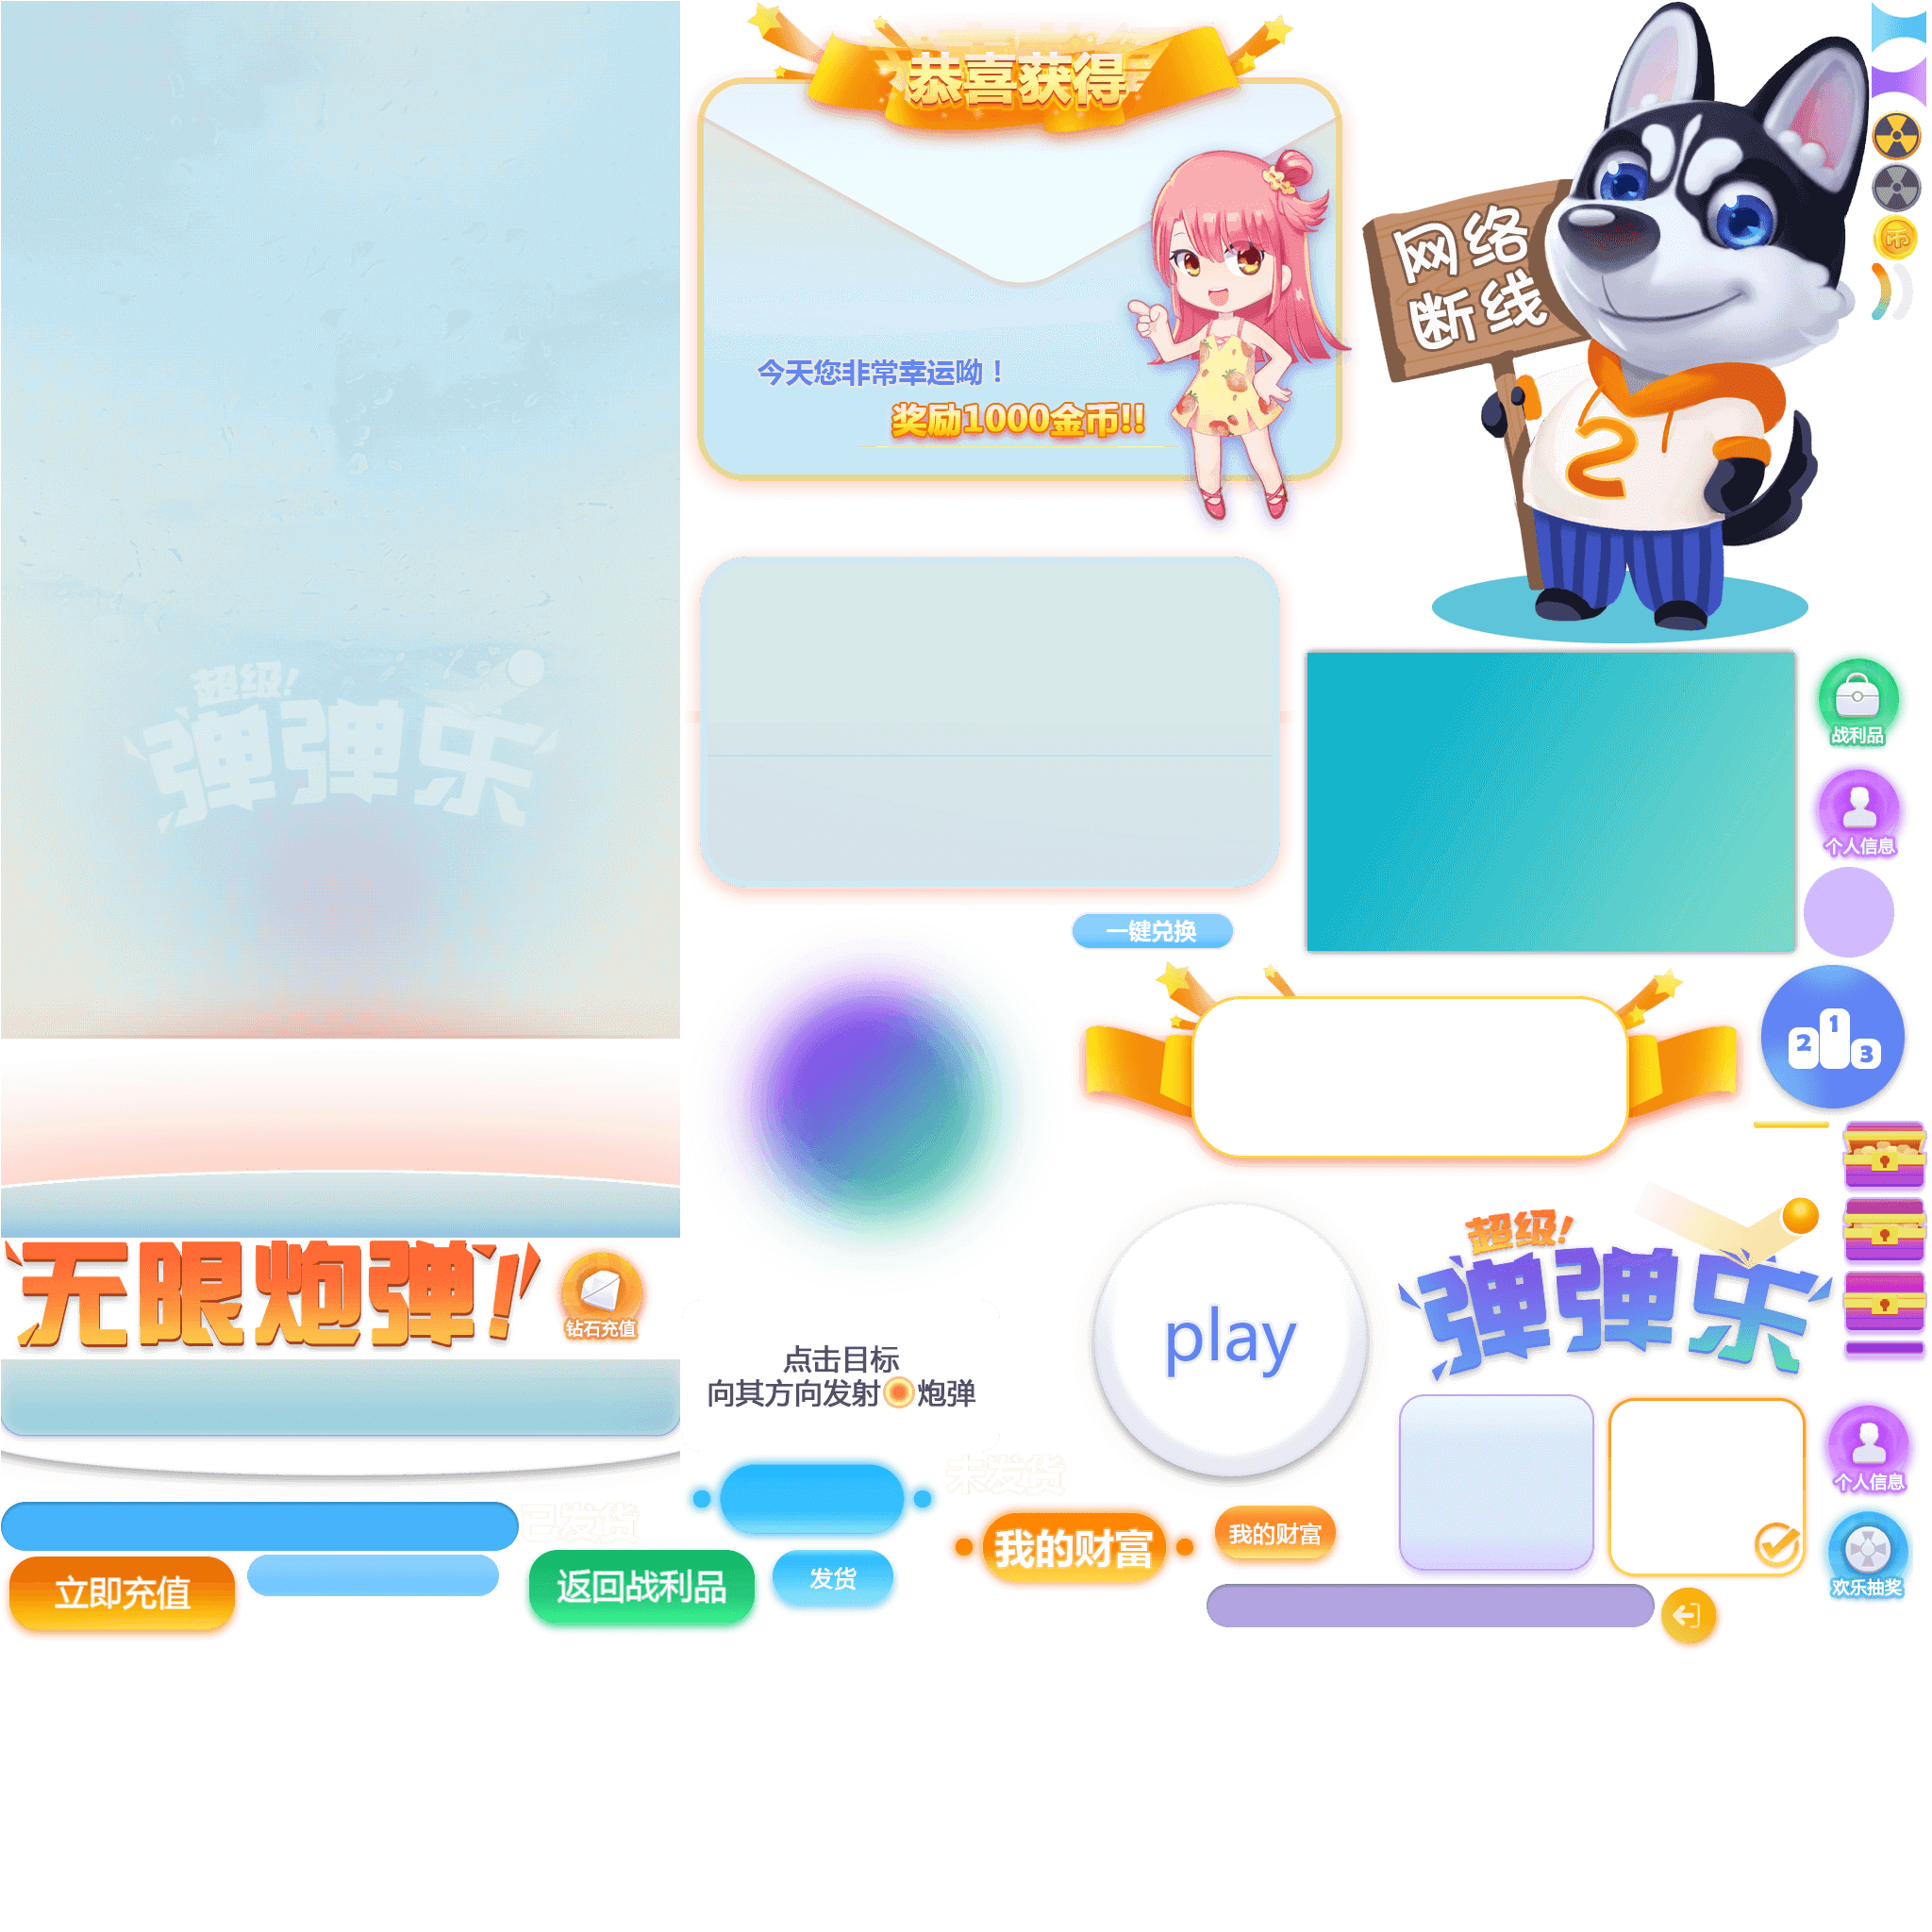 恭喜获得
今天您非常幸运呦！
奖励1000金币!!
网络
断线
2
币
超级!
弹弹乐
战利品
个人信息
一键兑换
1
2
3
无限炮弹!
钻石充值
点击目标
向其方向发射炮弹
play
超级!
弹弹乐
已发货
未发货
立即充值
返回战利品
发货
我的财富
我的财富
个人信息
欢乐抽奖